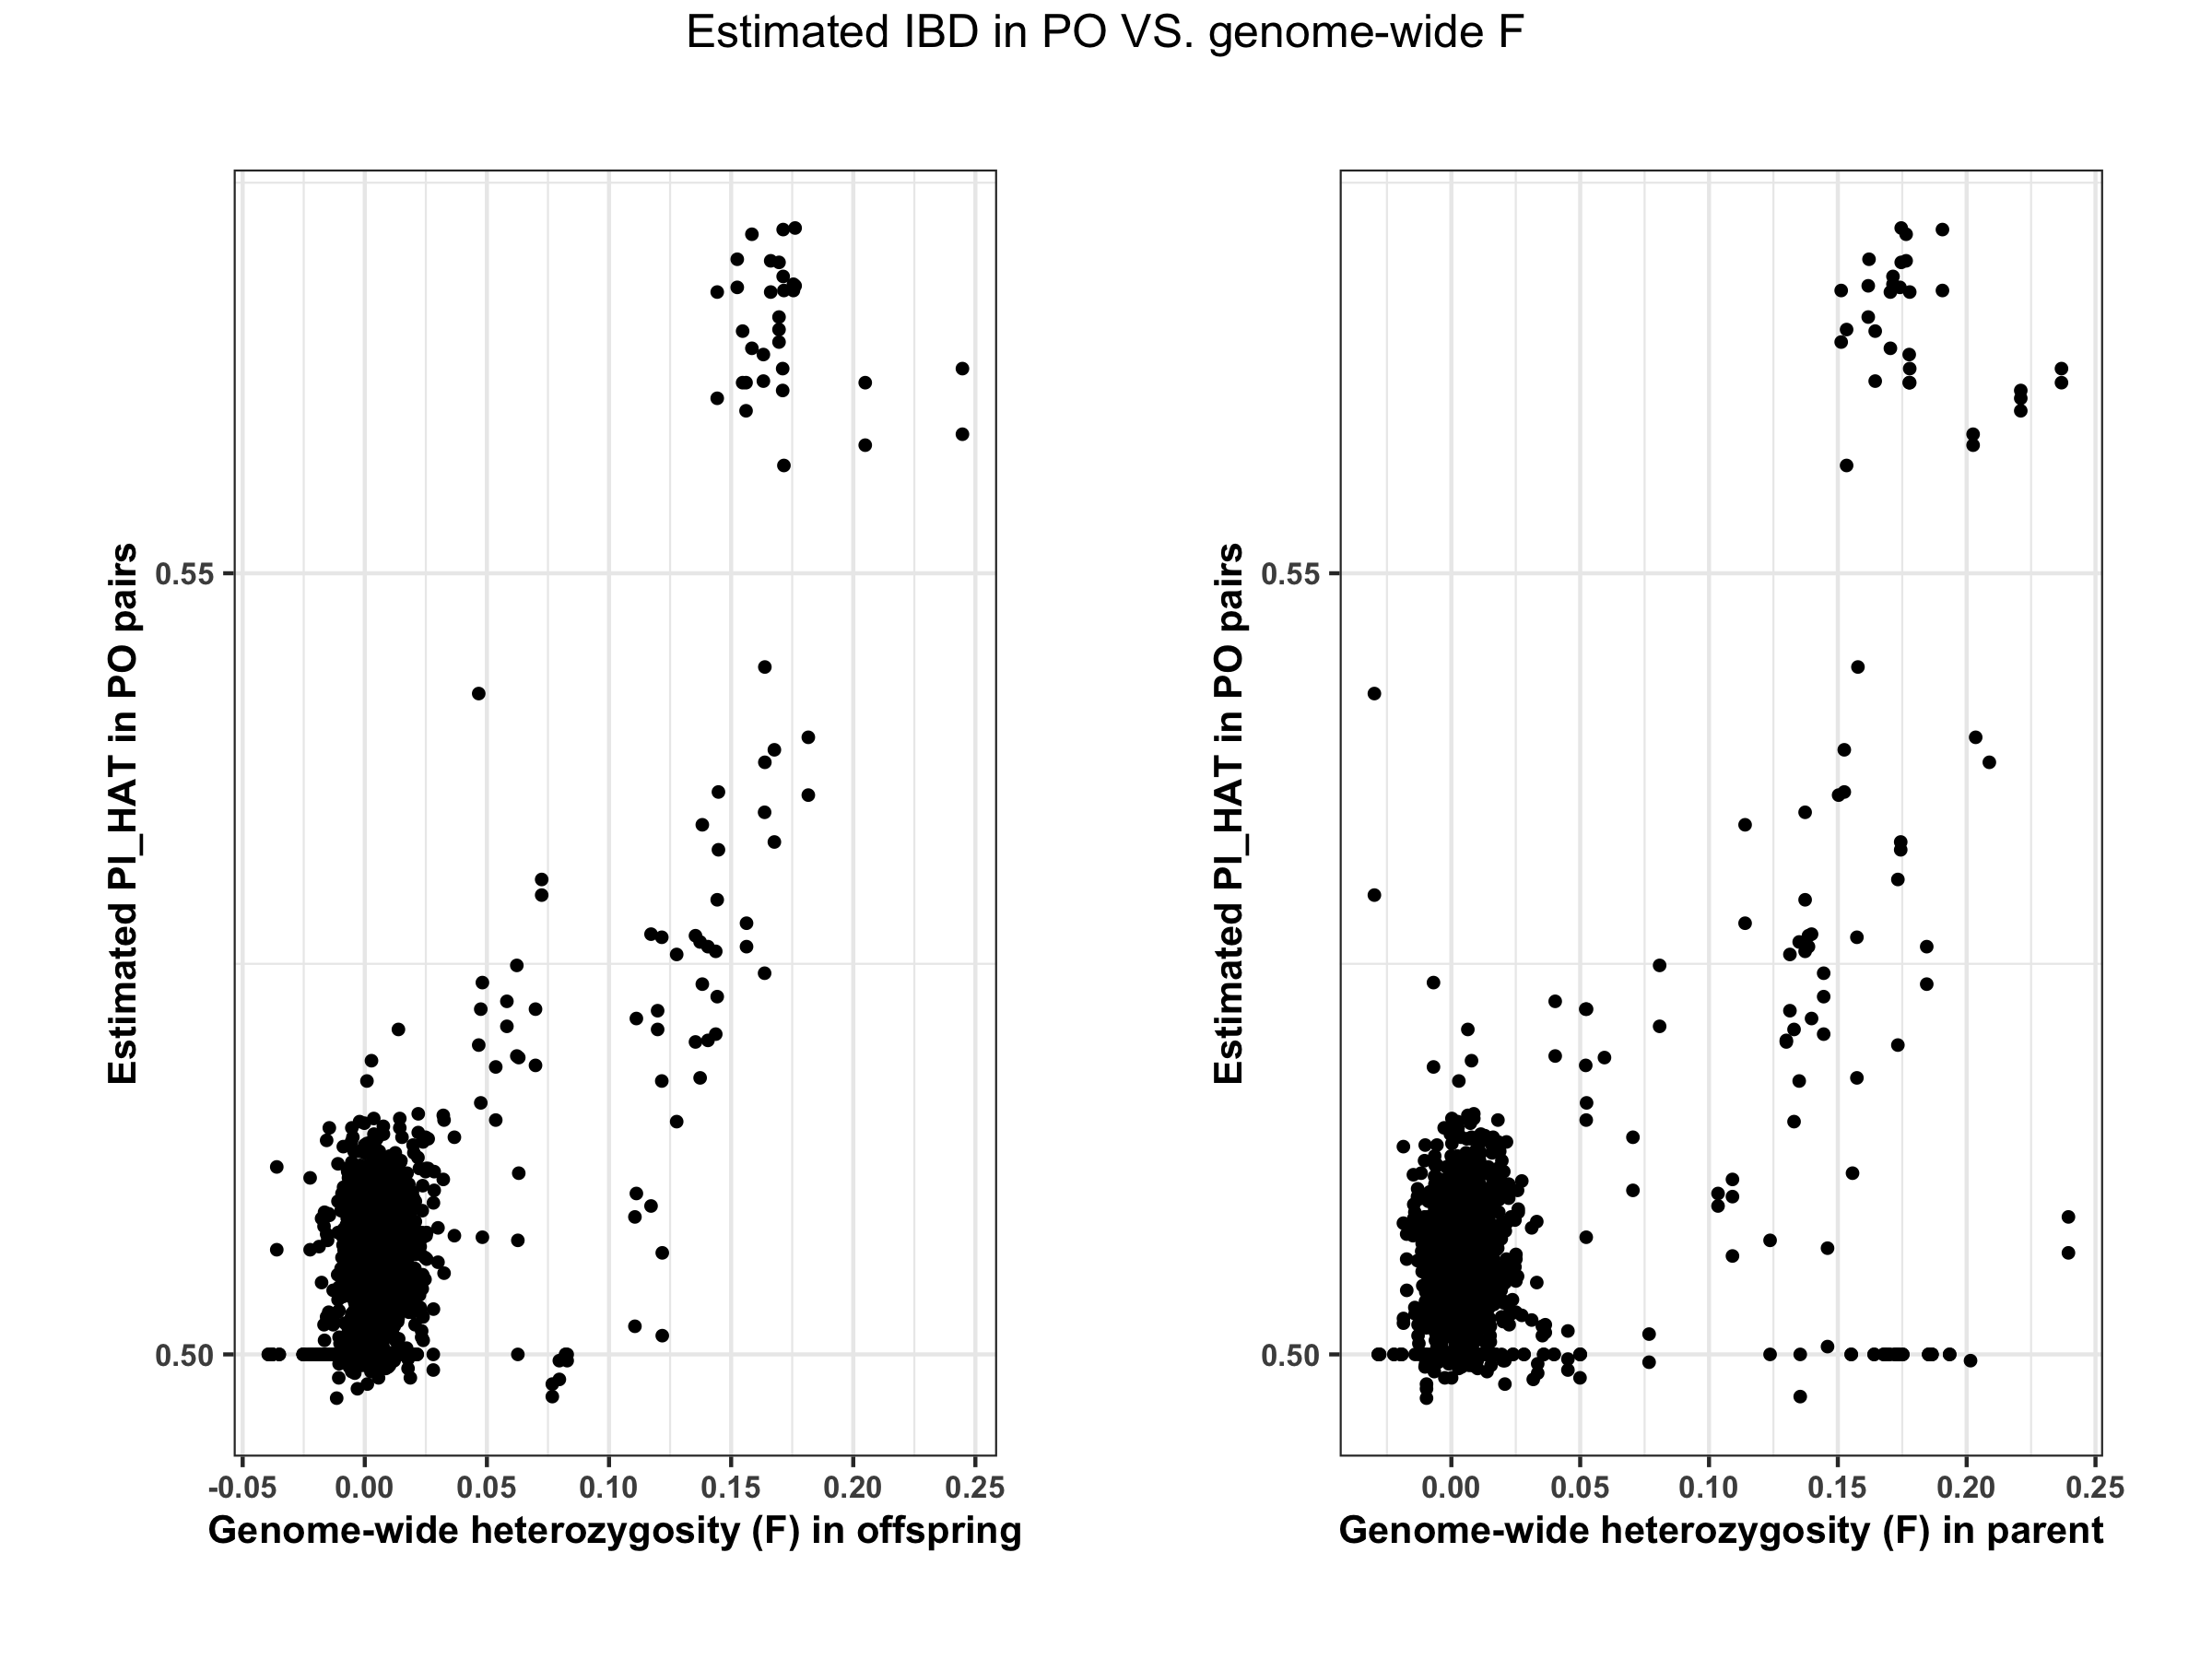 Estimated IBD in PO VS. genome-wide F
Estimated PI_HAT in PO pairs
0.55
0.50
-0.05 0.00 0.05 0.10 0.15 0.20 0.25
Genome-wide heterozygosity (F) in offspring
Estimated PI_HAT in PO pairs
0.55
0.50
0.00 0.05 0.10 0.15 0.20 0.25
Genome-wide heterozygosity (F) in parent